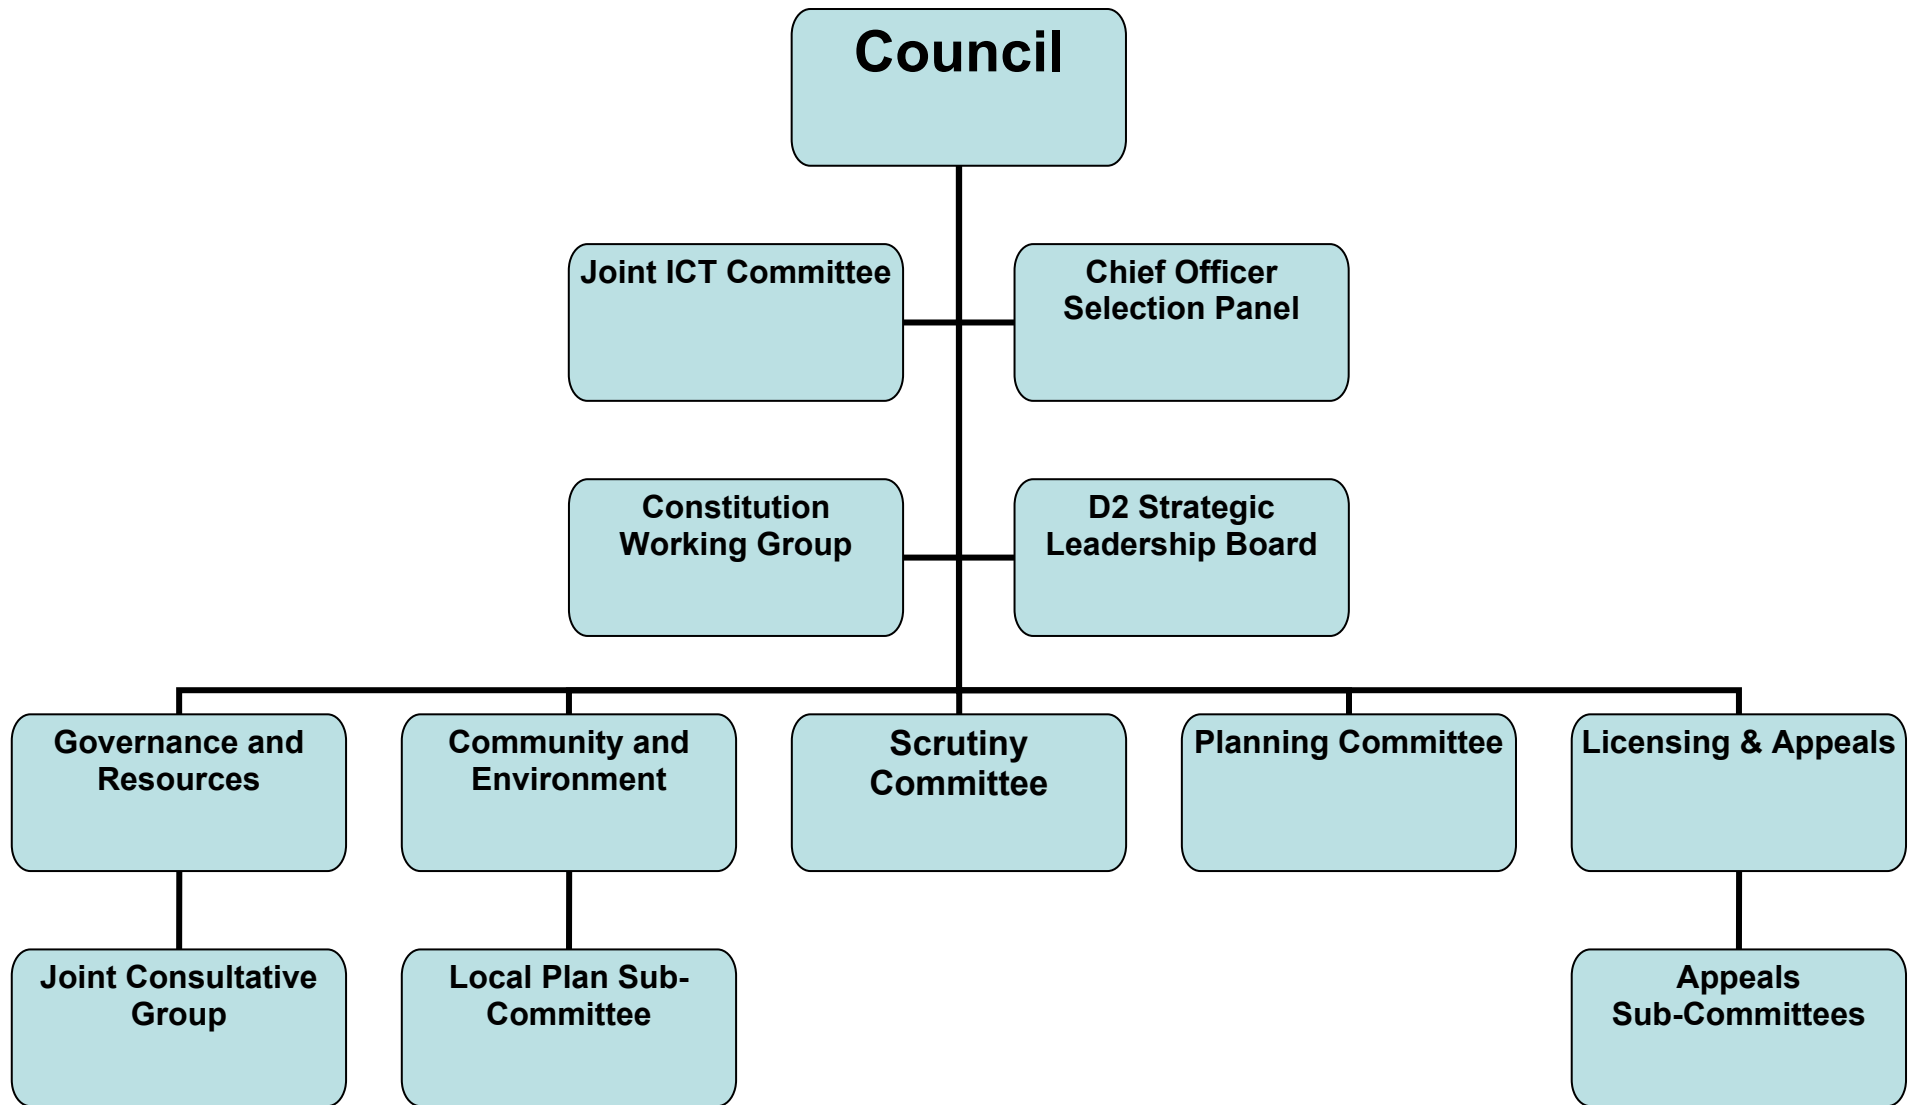 Council
Joint ICT Committee
Chief Officer
Selection Panel
Constitution
Working Group
D2 Strategic
Leadership Board
Governance and
Resources
Community and
Environment
Scrutiny
Committee
Planning Committee
Licensing & Appeals
Joint Consultative
Group
Local Plan Sub-
Committee
Appeals
Sub-Committees